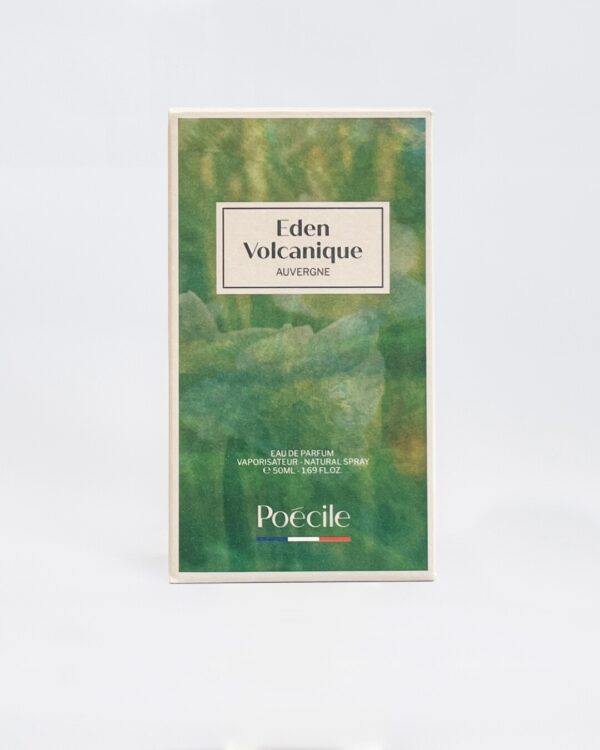 Eden
Volcanique
AUVERGNE
EAU DE PARFUM
VAPORISATEUR - NATURAL SPRAY
℮ 50ML - 1.69 FL.OZ.
Poécile